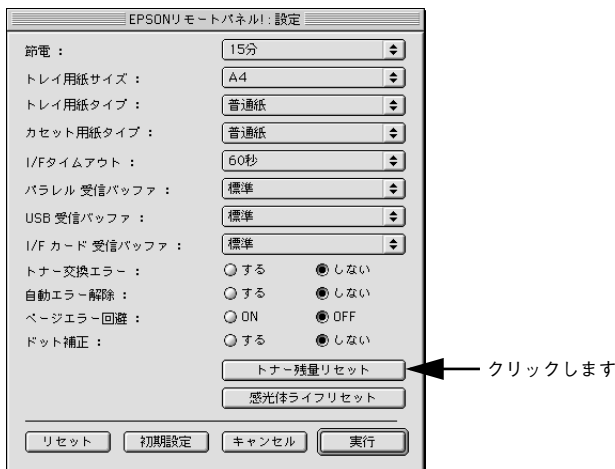 EPSONリモートパネル!:設定
節電: 15分
トレイ用紙サイズ: A4
トレイ用紙タイプ: 普通紙
カセット用紙タイプ: 普通紙
I/Fタイムアウト: 60秒
パラレル 受信バッファ: 標準
USB 受信バッファ: 標準
I/F カード 受信バッファ: 標準
トナー交換エラー: する しない
自動エラー解除: する しない
ページエラー回避: ON OFF
ドット補正: する しない
トナー残量リセット クリックします
感光体ライフリセット
リセット 初期設定 キャンセル 実行